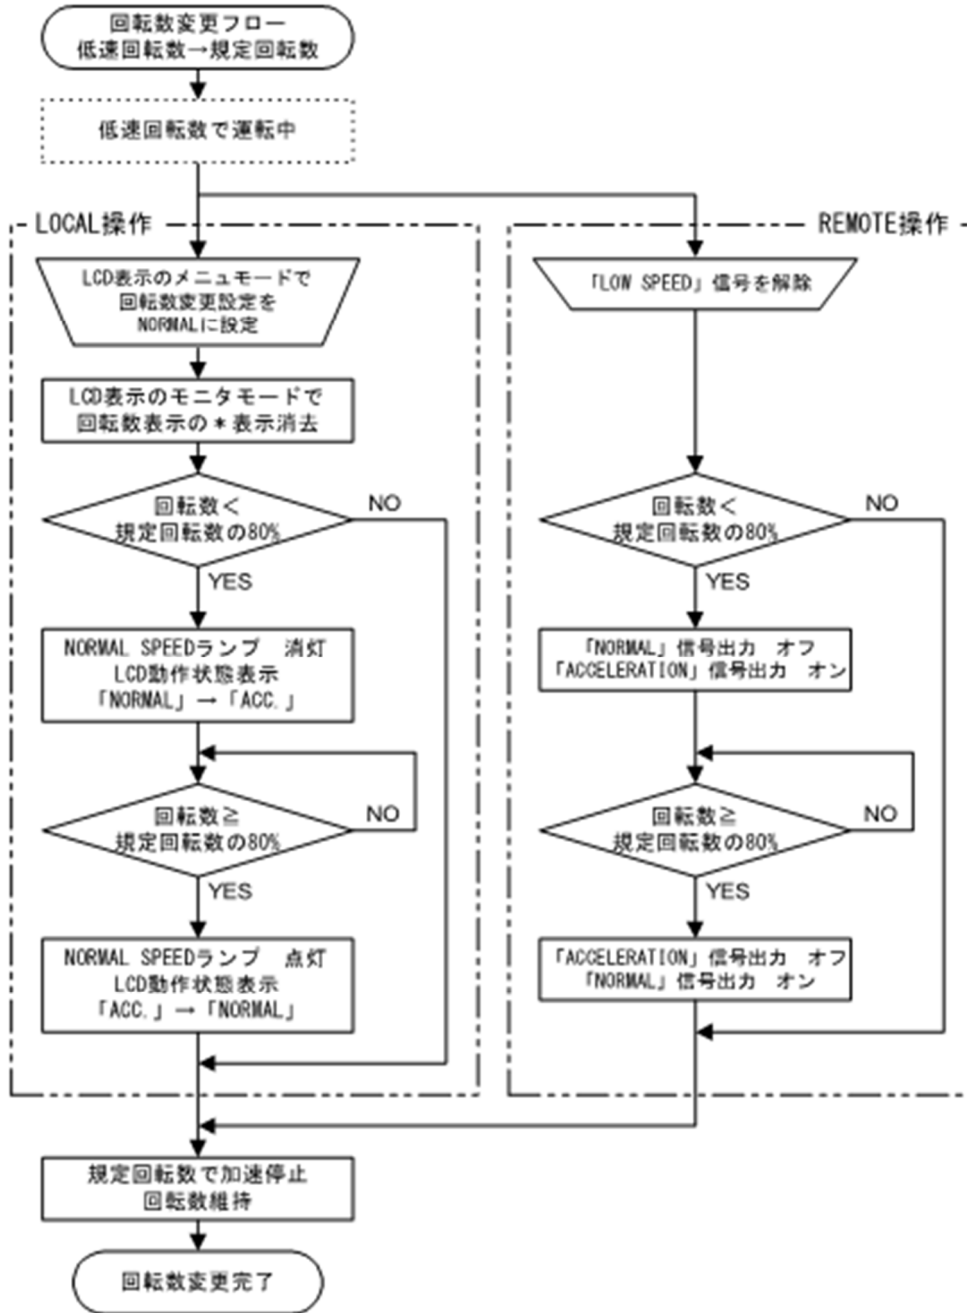 回転数変更フロー
低速回転数→規定回転数
低速回転数で運転中
LOCAL操作
LCD表示のメニュモードで
回転数変更設定を
NORMALに設定
LCD表示のモニタモードで
回転数表示の＊表示消去
回転数＜
規定回転数の80%
NO
YES
NORMAL SPEEDランプ　消灯
LCD動作状態表示
「NORMAL」→「ACC.」
回転数≧
規定回転数の80%
NO
YES
NORMAL SPEEDランプ　点灯
LCD動作状態表示
「ACC.」→「NORMAL」
REMOTE操作
「LOW SPEED」信号を解除
回転数＜
規定回転数の80%
NO
YES
「NORMAL」信号出力　オフ
「ACCELERATION」信号出力　オン
回転数≧
規定回転数の80%
NO
YES
「ACCELERATION」信号出力　オフ
「NORMAL」信号出力　オン
規定回転数で加速停止
回転数維持
回転数変更完了